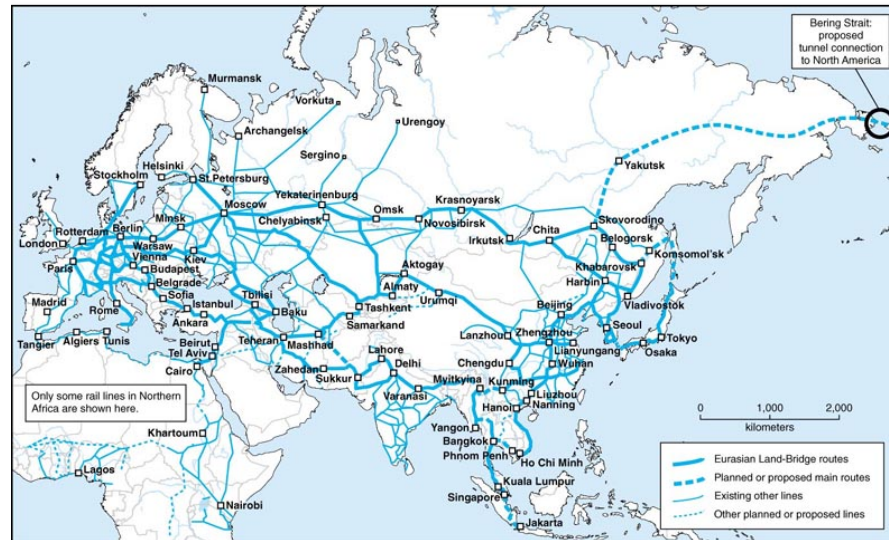 Bering Strait:
proposed
tunnel connection
to North America
Murmansk
Vorkuta
Urengoy
Archangelsk
Sergino
Yakutsk
Helsinki
Stockholm
St.Petersburg
Yekaterinenburg
Moscow
Omsk
Krasnoyarsk
Skovorodino
Chelyabinsk
Novosibirsk
Chita
Belogorsk
Minsk
Berlin
Rotterdam
London
Irkutsk
Komsomol'sk
Warsaw
Kiev
Vienna
Paris
Khabarovsk
Budapest
Aktogay
Harbin
Belgrade
Almaty
Urumqi
Vladivostok
Sofia
Tbilisi
Madrid
Istanbul
Beijing
Rome
Baku
Tashkent
Ankara
Samarkand
Seoul
Lanzhou
Zhengzhou
Tokyo
Tangier
Algiers
Tunis
Beirut
Teheran
Mashhad
Osaka
Tel Aviv
Lahore
Lianyungang
Cairo
Zahedan
Delhi
Chengdu
Wuhan
Sukkur
Myitkyina
Kunming
Varanasi
Liuzhou
Only some rail lines in Northern
Africa are shown here.
Hanoi
Nanning
0
1,000
2,000
kilometers
Khartoum
Yangon
Bangkok
Phnom Penh
Ho Chi Minh
Lagos
Kuala Lumpur
Singapore
Nairobi
Jakarta
Eurasian Land-Bridge routes
Planned or proposed main routes
Existing other lines
Other planned or proposed lines